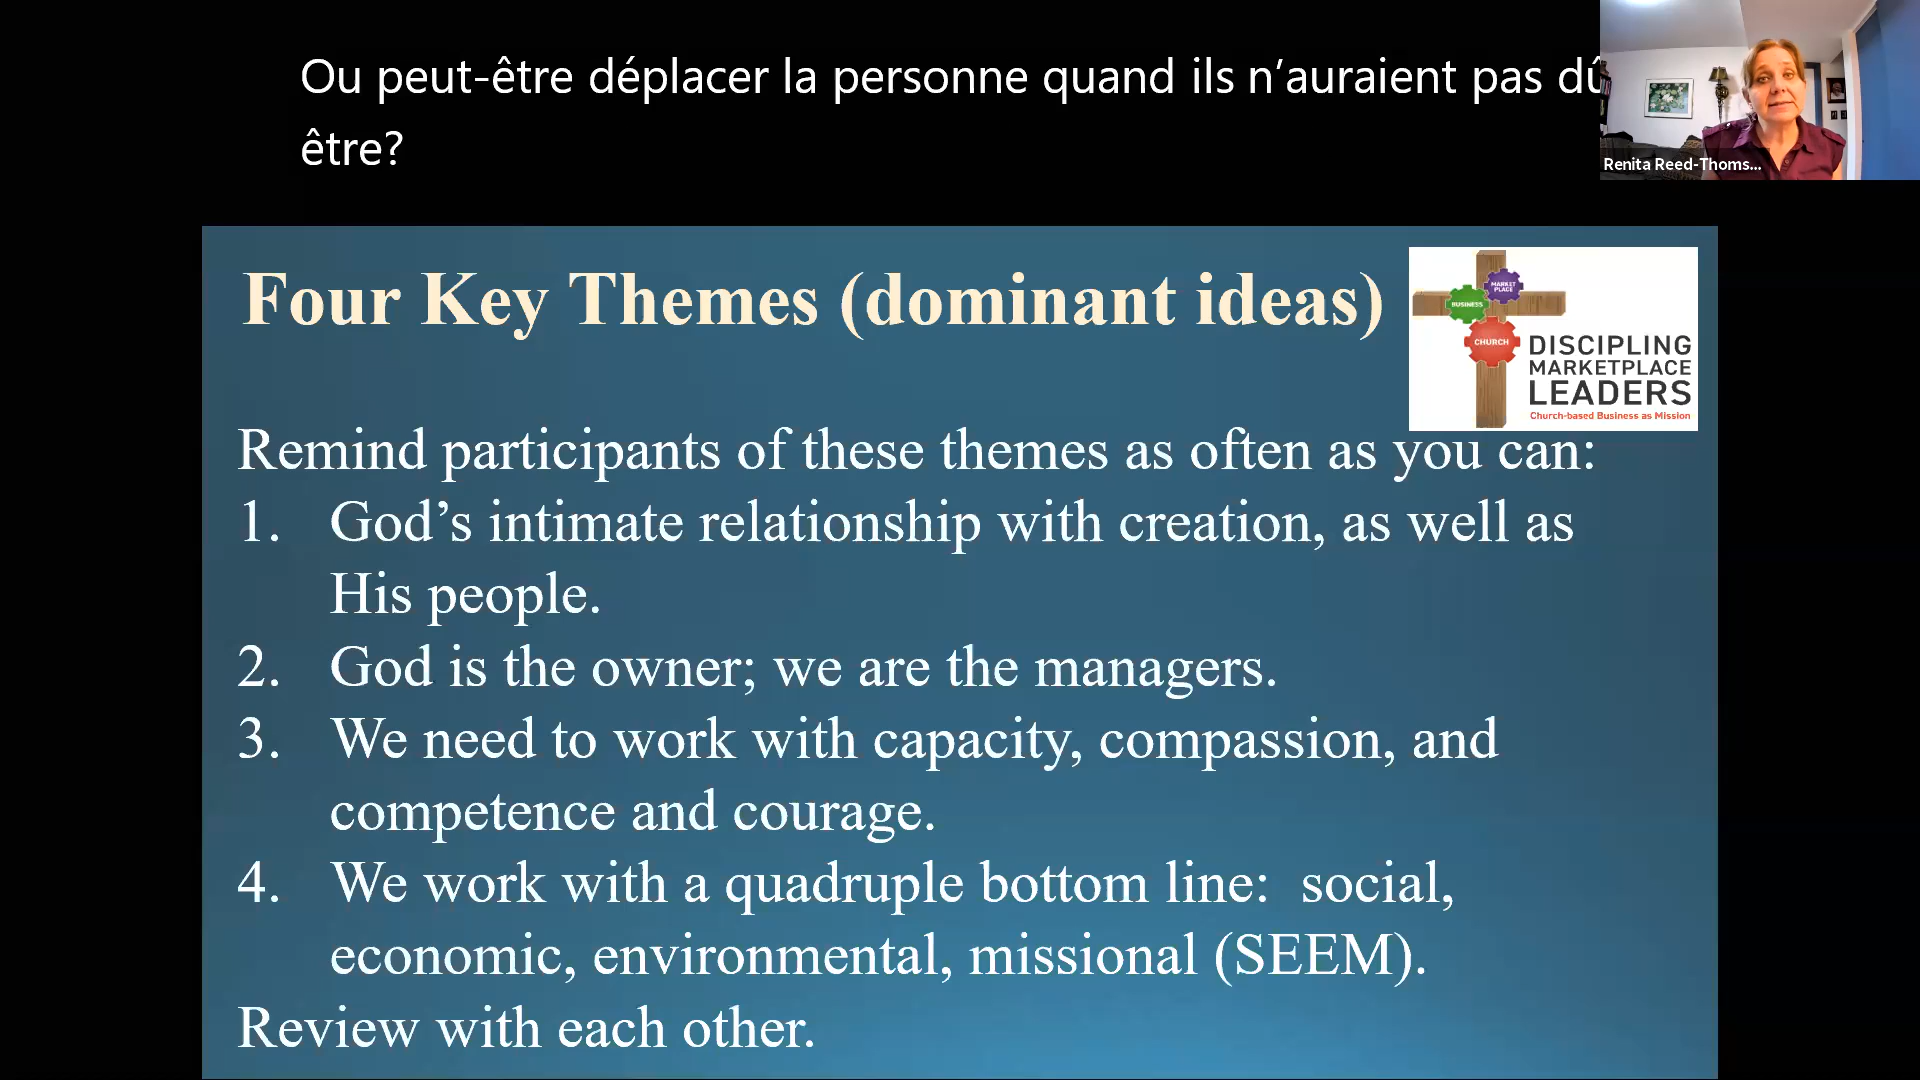 Ou peut-être déplacer la personne quand ils n’auraient pas dû
être?
Renita Reed-Thoms...
Four Key Themes (dominant ideas)
MARKET
PLACE
BUSINESS
CHURCH
DISCIPLING
MARKETPLACE
LEADERS
Church-based Business as Mission
Remind participants of these themes as often as you can:
1. God’s intimate relationship with creation, as well as
His people.
2. God is the owner; we are the managers.
3. We need to work with capacity, compassion, and
competence and courage.
4. We work with a quadruple bottom line: social,
economic, environmental, missional (SEEM).
Review with each other.